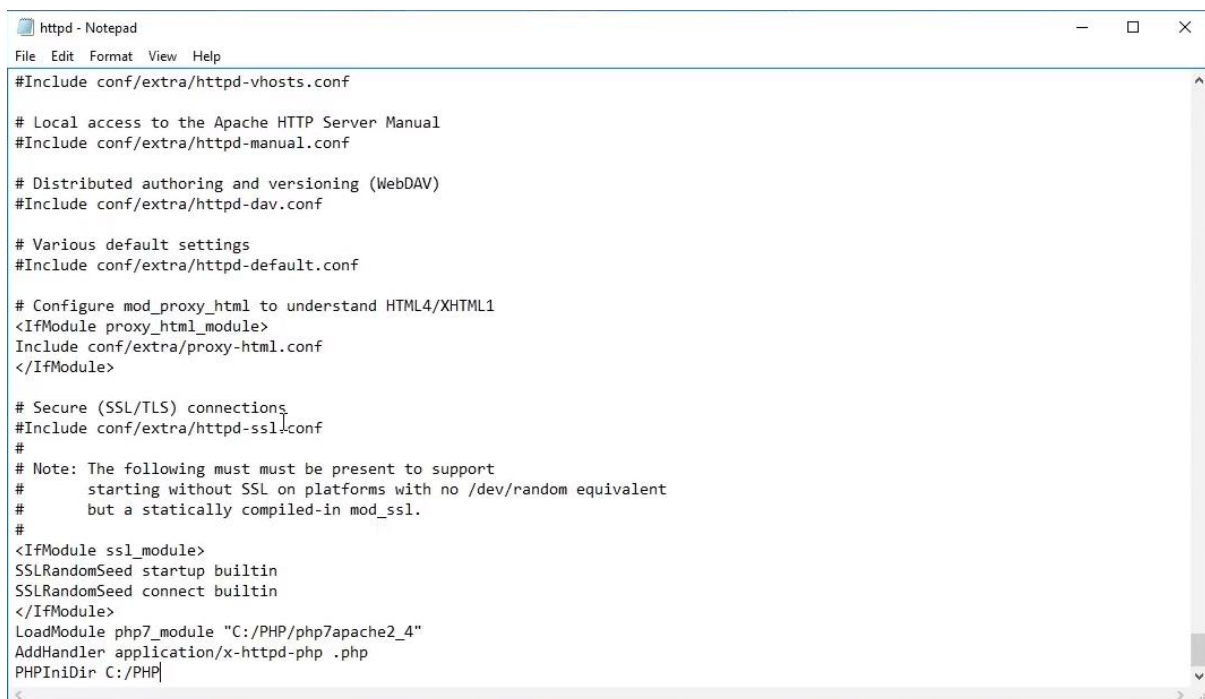 httpd - Notepad
File Edit Format View Help
#Include conf/extra/httpd-vhosts.conf
# Local access to the Apache HTTP Server Manual
#Include conf/extra/httpd-manual.conf
# Distributed authoring and versioning (WebDAV)
#Include conf/extra/httpd-dav.conf
# Various default settings
#Include conf/extra/httpd-default.conf
# Configure mod_proxy_html to understand HTML4/XHTML1
<IfModule proxy_html_module>
Include conf/extra/proxy-html.conf
</IfModule>
# Secure (SSL/TLS) connections
#Include conf/extra/httpd-ssl.conf
#
# Note: The following must must be present to support
#       starting without SSL on platforms with no /dev/random equivalent
#       but a statically compiled-in mod_ssl.
#
<IfModule ssl_module>
SSLRandomSeed startup builtin
SSLRandomSeed connect builtin
</IfModule>
LoadModule php7_module "C:/PHP/php7apache2_4"
AddHandler application/x-httpd-php .php
PHPIniDir C:/PHP